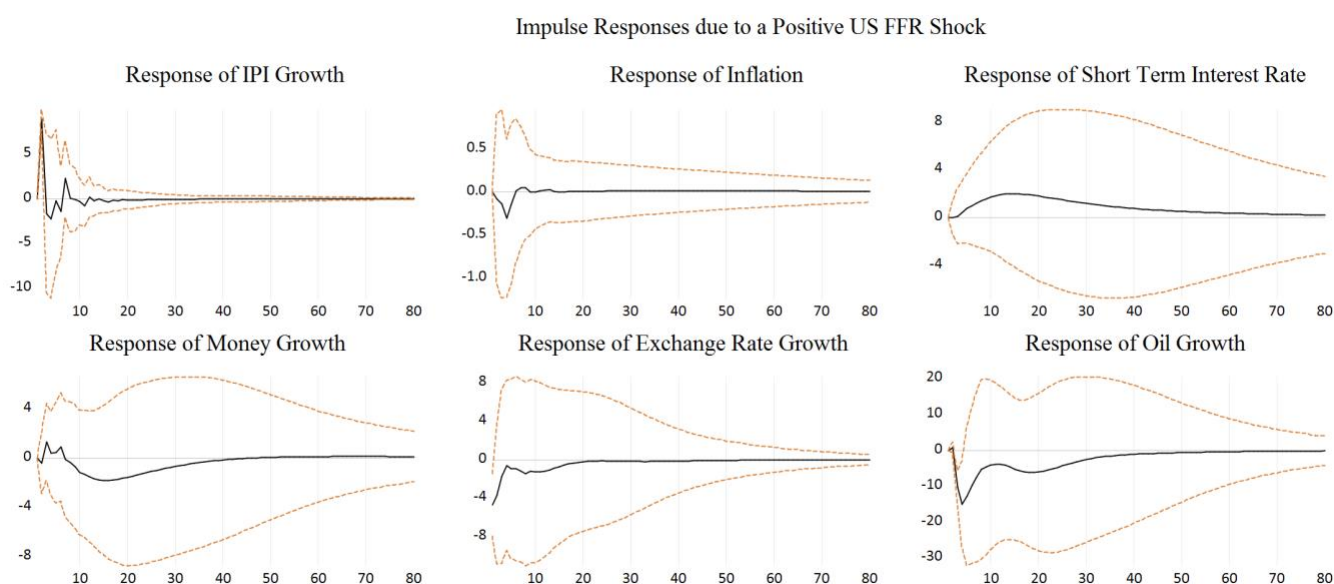 Impulse Responses due to a Positive US FFR Shock
Response of IPI Growth
5
0
-5
-10
10 20 30 40 50 60 70 80
Response of Inflation
0.5
0.0
-0.5
-1.0
10 20 30 40 50 60 70 80
Response of Short Term Interest Rate
8
4
0
-4
10 20 30 40 50 60 70 80
Response of Money Growth
4
0
-4
-8
10 20 30 40 50 60 70 80
Response of Exchange Rate Growth
8
4
0
-4
-8
10 20 30 40 50 60 70 80
Response of Oil Growth
20
10
0
-10
-20
-30
10 20 30 40 50 60 70 80